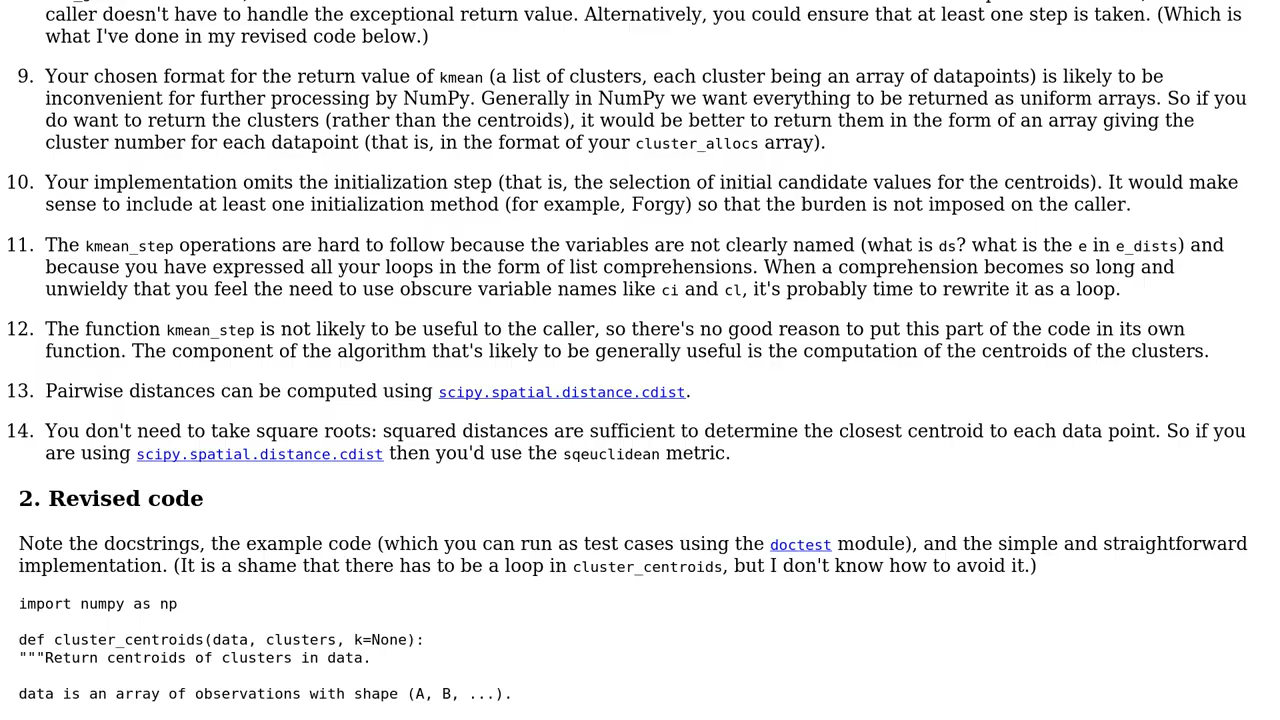 caller doesn't have to handle the exceptional return value. Alternatively, you could ensure that at least one step is taken. (Which is
what I've done in my revised code below.)
9. Your chosen format for the return value of kmean (a list of clusters, each cluster being an array of datapoints) is likely to be
inconvenient for further processing by NumPy. Generally in NumPy we want everything to be returned as uniform arrays. So if you
do want to return the clusters (rather than the centroids), it would be better to return them in the form of an array giving the
cluster number for each datapoint (that is, in the format of your cluster_allocs array).
10. Your implementation omits the initialization step (that is, the selection of initial candidate values for the centroids). It would make
sense to include at least one initialization method (for example, Forgy) so that the burden is not imposed on the caller.
11. The kmean_step operations are hard to follow because the variables are not clearly named (what is ds? what is the e in e_dists) and
because you have expressed all your loops in the form of list comprehensions. When a comprehension becomes so long and
unwieldy that you feel the need to use obscure variable names like ci and cl, it's probably time to rewrite it as a loop.
12. The function kmean_step is not likely to be useful to the caller, so there's no good reason to put this part of the code in its own
function. The component of the algorithm that's likely to be generally useful is the computation of the centroids of the clusters.
13. Pairwise distances can be computed using scipy.spatial.distance.cdist.
14. You don't need to take square roots: squared distances are sufficient to determine the closest centroid to each data point. So if you
are using scipy.spatial.distance.cdist then you'd use the sqeuclidean metric.
2. Revised code
Note the docstrings, the example code (which you can run as test cases using the doctest module), and the simple and straightforward
implementation. (It is a shame that there has to be a loop in cluster_centroids, but I don't know how to avoid it.)
import numpy as np
def cluster_centroids(data, clusters, k=None):
"""Return centroids of clusters in data.
data is an array of observations with shape (A, B, ...).